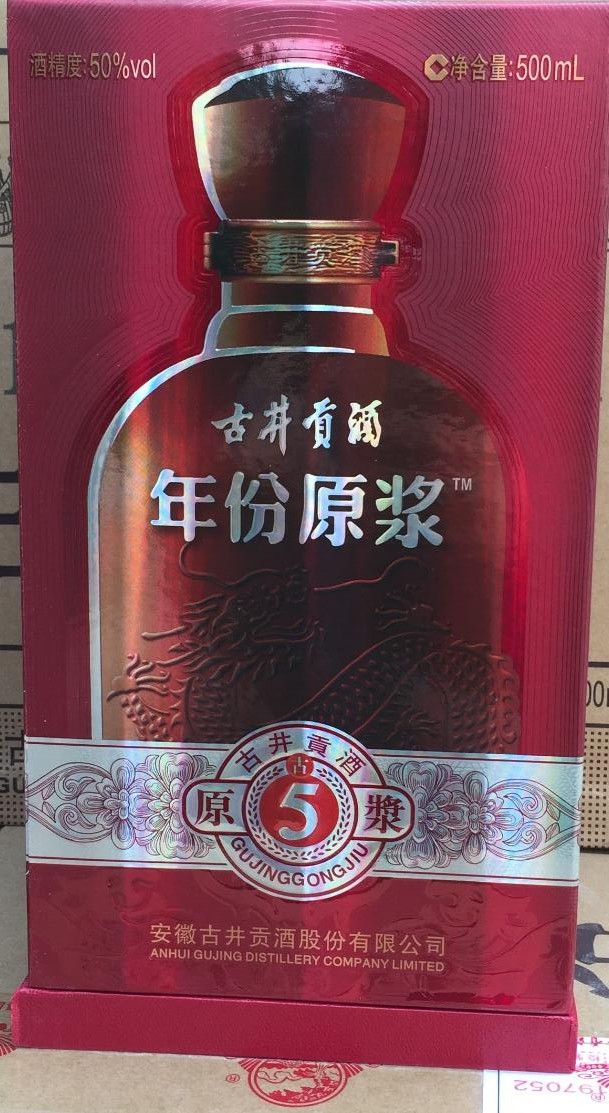 酒精度:50%vol
净含量:500mL
古井贡酒
年份原浆™
古井貢酒
古
原 5 漿
GUJINGGONGJIU
安徽古井贡酒股份有限公司
ANHUI GUJING DISTILLERY COMPANY LIMITED
97052